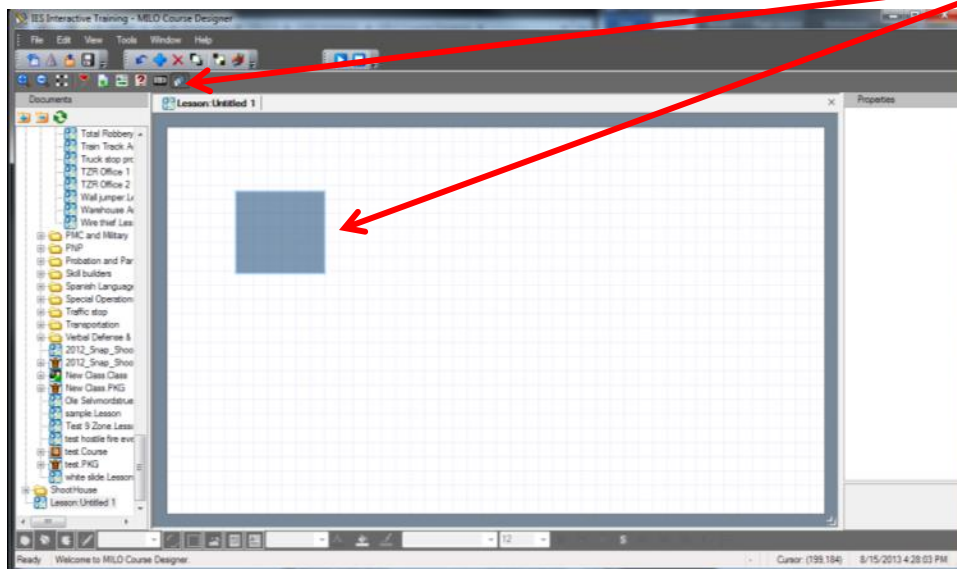 IES Interactive Training - MILO Course Designer
File Edit View Tools Window Help
Documents
Lesson:Untitled 1
Properties
Total Robbery
Train Track A
Truck stop pro
TZR Office 1
TZR Office 2
Wall jumper.Le
Warehouse A
Wire thief.Less
PMC and Military
PNP
Probation and Par
Skill builders
Spanish Language
Special Operation
Traffic stop
Transportation
Verbal Defense &
2012_Snap_Shoo
2012_Snap_Shoo
New Class.Class
New Class.PKG
Ole
sample.Lesson
Test 9 Zone.Lesso
test hostile fire eve
test.Course
test.PKG
white slide.Lesson
ShootHouse
Lesson:Untitled 1
12
S
Ready Welcome to MILO Course Designer.
Cursor: (199,184) 8/15/2013 4:28:03 PM